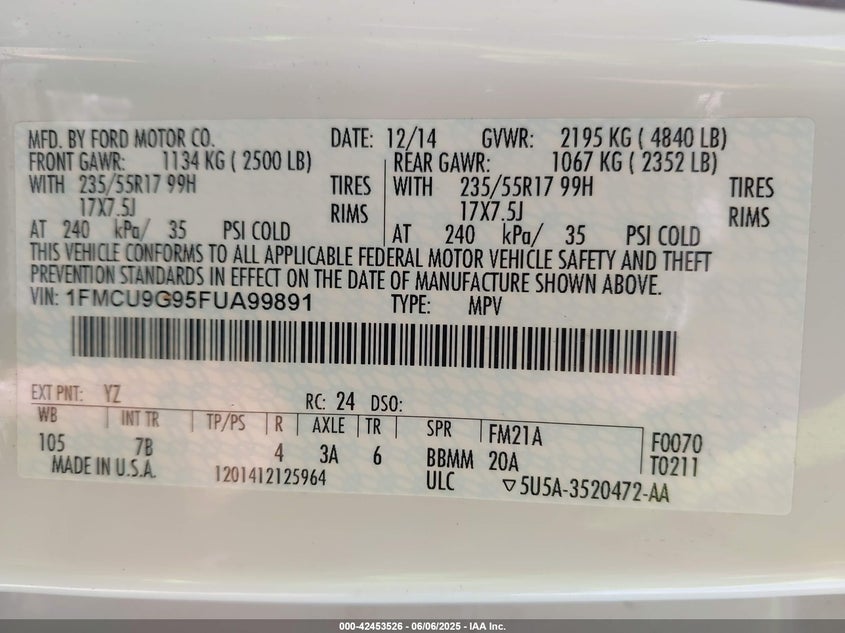 MFD. BY FORD MOTOR CO. DATE: 12/14 GVWR: 2195 KG ( 4840 LB)
FRONT GAWR: 1134 KG ( 2500 LB) REAR GAWR: 1067 KG ( 2352 LB)
WITH 235/55R17 99H TIRES WITH 235/55R17 99H TIRES
17X7.5J RIMS 17X7.5J RIMS
AT 240 kPa/ 35 PSI COLD AT 240 kPa/ 35 PSI COLD
THIS VEHICLE CONFORMS TO ALL APPLICABLE FEDERAL MOTOR VEHICLE SAFETY AND THEFT
PREVENTION STANDARDS IN EFFECT ON THE DATE OF MANUFACTURE SHOWN ABOVE.
VIN: 1FMCU9G95FUA99891 TYPE: MPV
EXT PNT: YZ RC: 24 DSO:
WB INT TR TP/PS R AXLE TR SPR FM21A F0070
105 7B 4 3A 6 BBMM 20A T0211
MADE IN U.S.A. 1201412125964 ULC ▽5U5A-3520472-AA
000-42453526 - 06/06/2025 - IAA Inc.